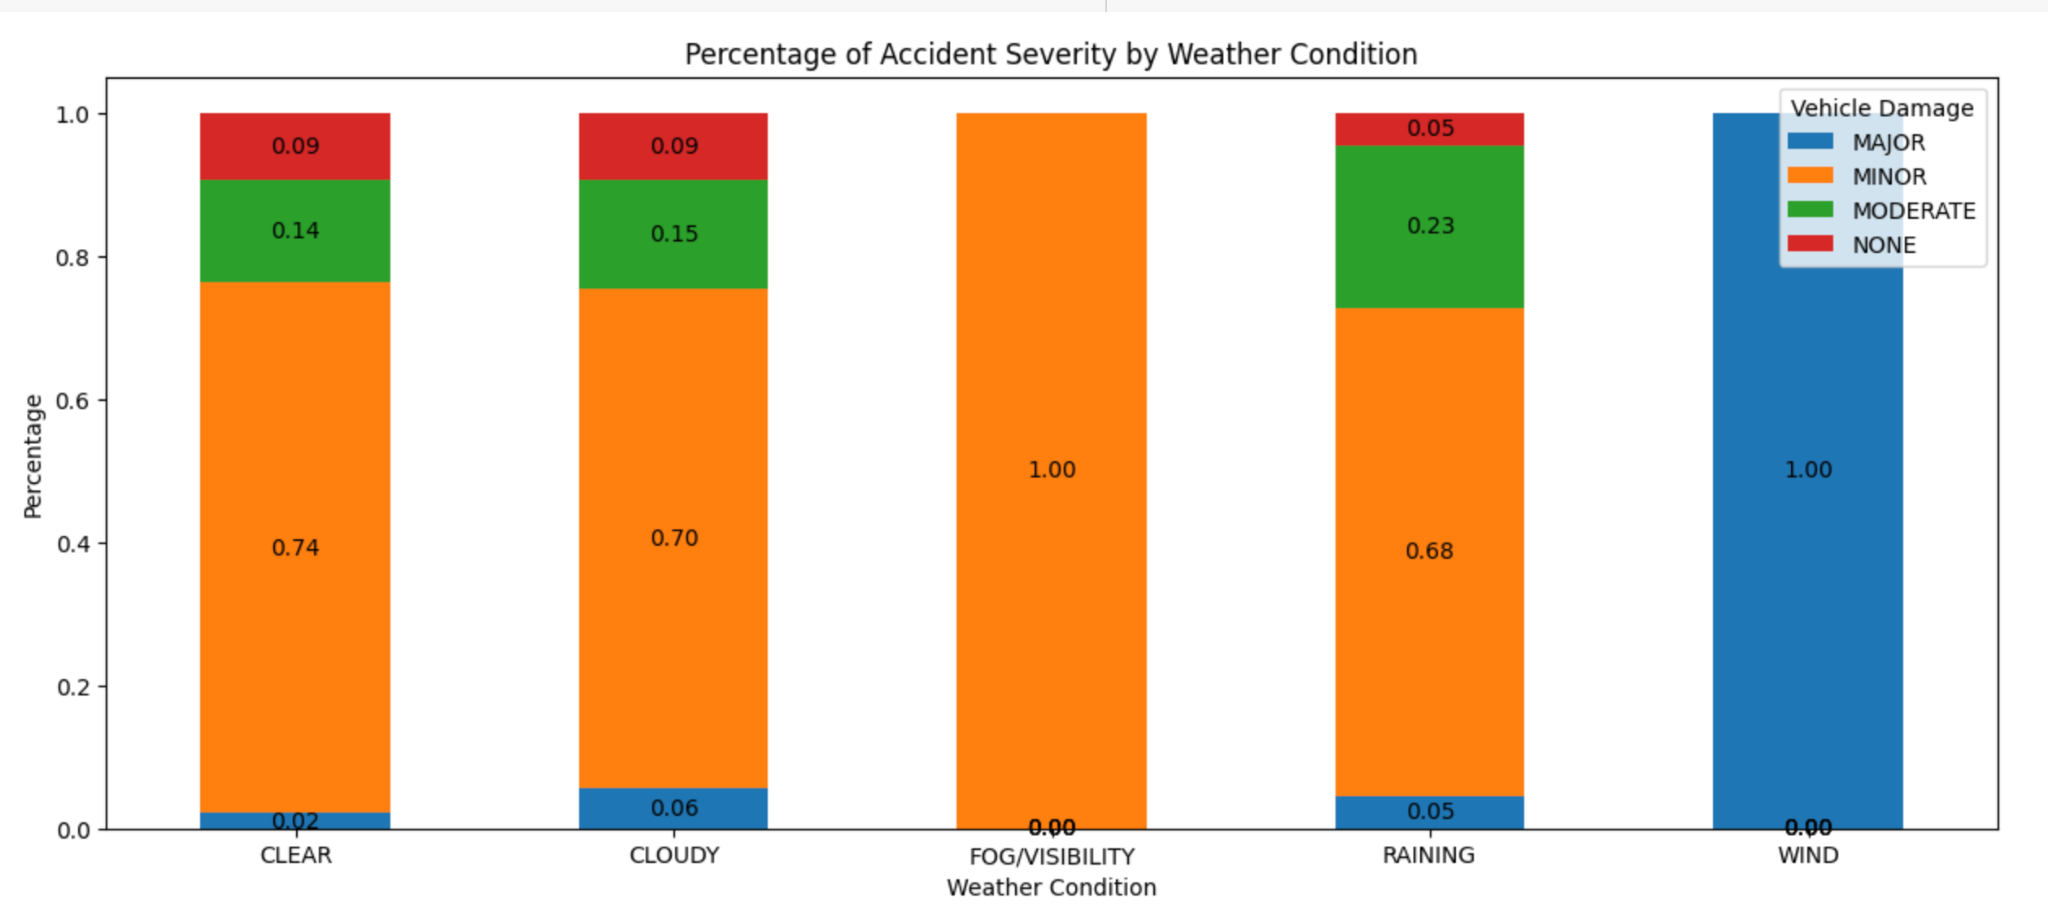 Percentage of Accident Severity by Weather Condition
Vehicle Damage
MAJOR
MINOR
MODERATE
NONE
Percentage
1.0
0.8
0.6
0.4
0.2
0.0
0.09
0.14
0.74
0.02
0.09
0.15
0.70
0.06
1.00
0.00
0.05
0.23
0.68
0.05
1.00
0.00
CLEAR
CLOUDY
FOG/VISIBILITY
RAINING
WIND
Weather Condition